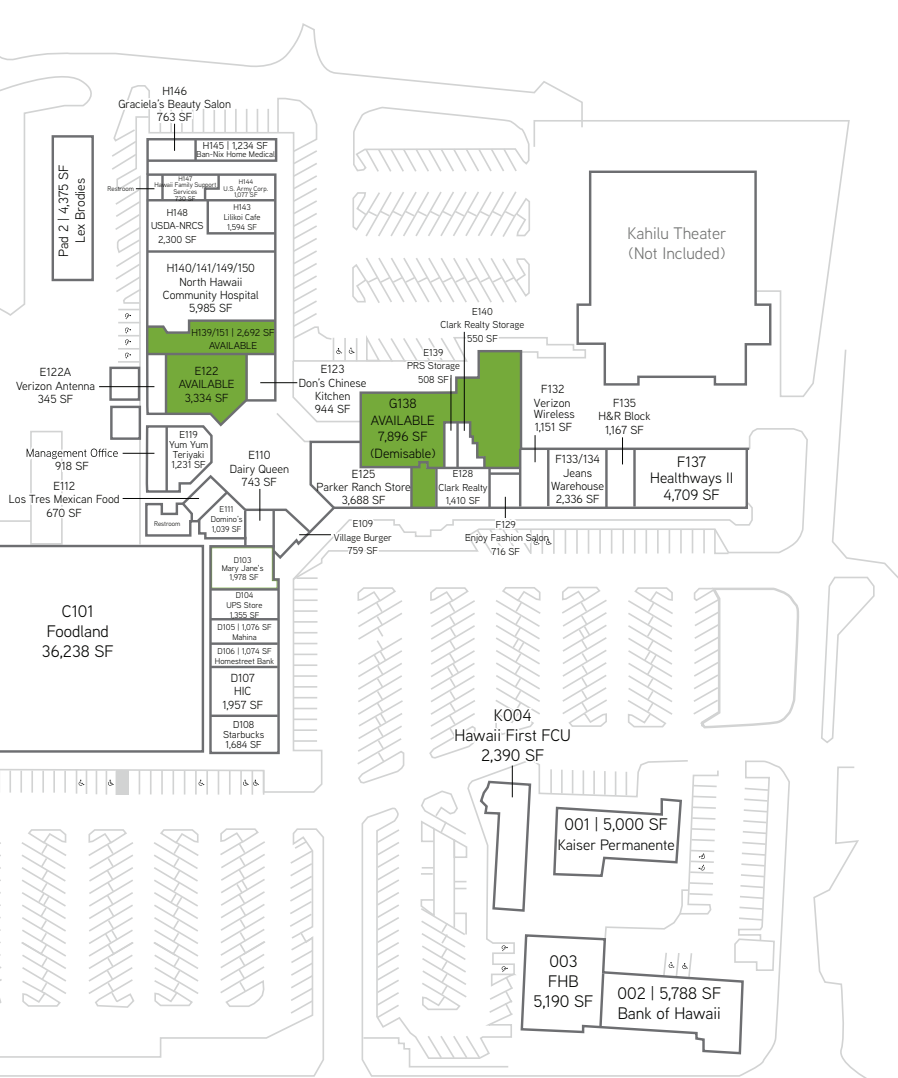 H146
Graciela's Beauty Salon
763 SF
H145 | 1,234 SF
Ban-Nix Home Medical
Pad 2 | 4,375 SF
Lex Brodies
Restroom
H147
Hawaii Family Support
Services
730 SF
H144
U.S. Army Corp.
1,077 SF
H148
USDA-NRCS
2,300 SF
H143
Lilikoi Cafe
1,594 SF
H140/141/149/150
North Hawaii
Community Hospital
5,985 SF
H139/151 | 2,692 SF
AVAILABLE
Kahilu Theater
(Not Included)
E140
Clark Realty Storage
550 SF
E139
PRS Storage
508 SF
E122A
Verizon Antenna
345 SF
E122
AVAILABLE
3,334 SF
E123
Don's Chinese
Kitchen
944 SF
G138
AVAILABLE
7,896 SF
(Demisable)
F132
Verizon
Wireless
1,151 SF
F135
H&R Block
1,167 SF
Management Office
918 SF
E119
Yum Yum
Teriyaki
1,231 SF
E110
Dairy Queen
743 SF
E125
Parker Ranch Store
3,688 SF
E128
Clark Realty
1,410 SF
F133/134
Jeans
Warehouse
2,336 SF
F137
Healthways II
4,709 SF
E112
Los Tres Mexican Food
670 SF
E111
Domino's
1,039 SF
Restroom
E109
Village Burger
759 SF
F129
Enjoy Fashion Salon
716 SF
D103
Mary Jane's
1,978 SF
D104
UPS Store
1,355 SF
D105 | 1,076 SF
Mahina
D106 | 1,074 SF
Homestreet Bank
D107
HIC
1,957 SF
D108
Starbucks
1,684 SF
C101
Foodland
36,238 SF
K004
Hawaii First FCU
2,390 SF
001 | 5,000 SF
Kaiser Permanente
003
FHB
5,190 SF
002 | 5,788 SF
Bank of Hawaii